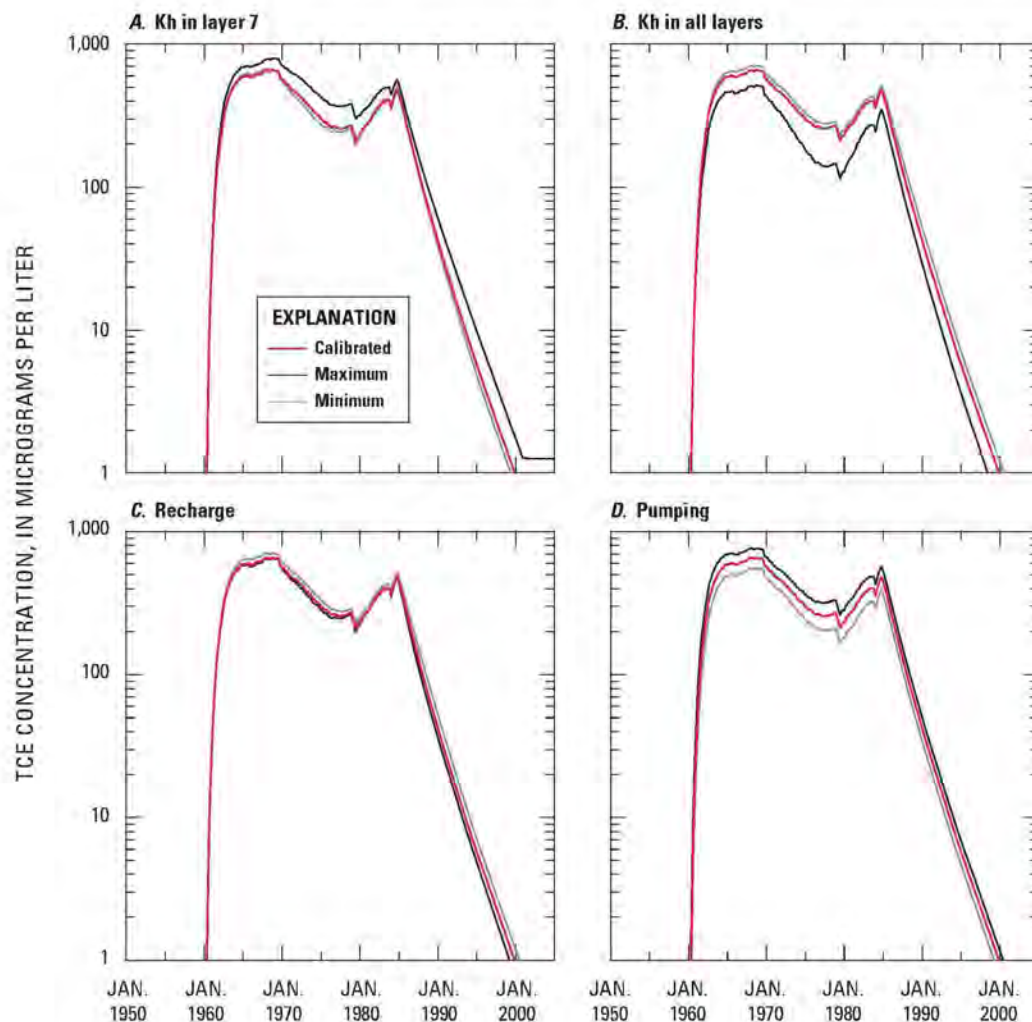 A. Kh in layer 7
B. Kh in all layers
1,000
100
10
1
TCE CONCENTRATION, IN MICROGRAMS PER LITER
EXPLANATION
Calibrated
Maximum
Minimum
C. Recharge
D. Pumping
1,000
100
10
1
JAN. JAN. JAN. JAN. JAN. JAN.
1950 1960 1970 1980 1990 2000
JAN. JAN. JAN. JAN. JAN. JAN.
1950 1960 1970 1980 1990 2000